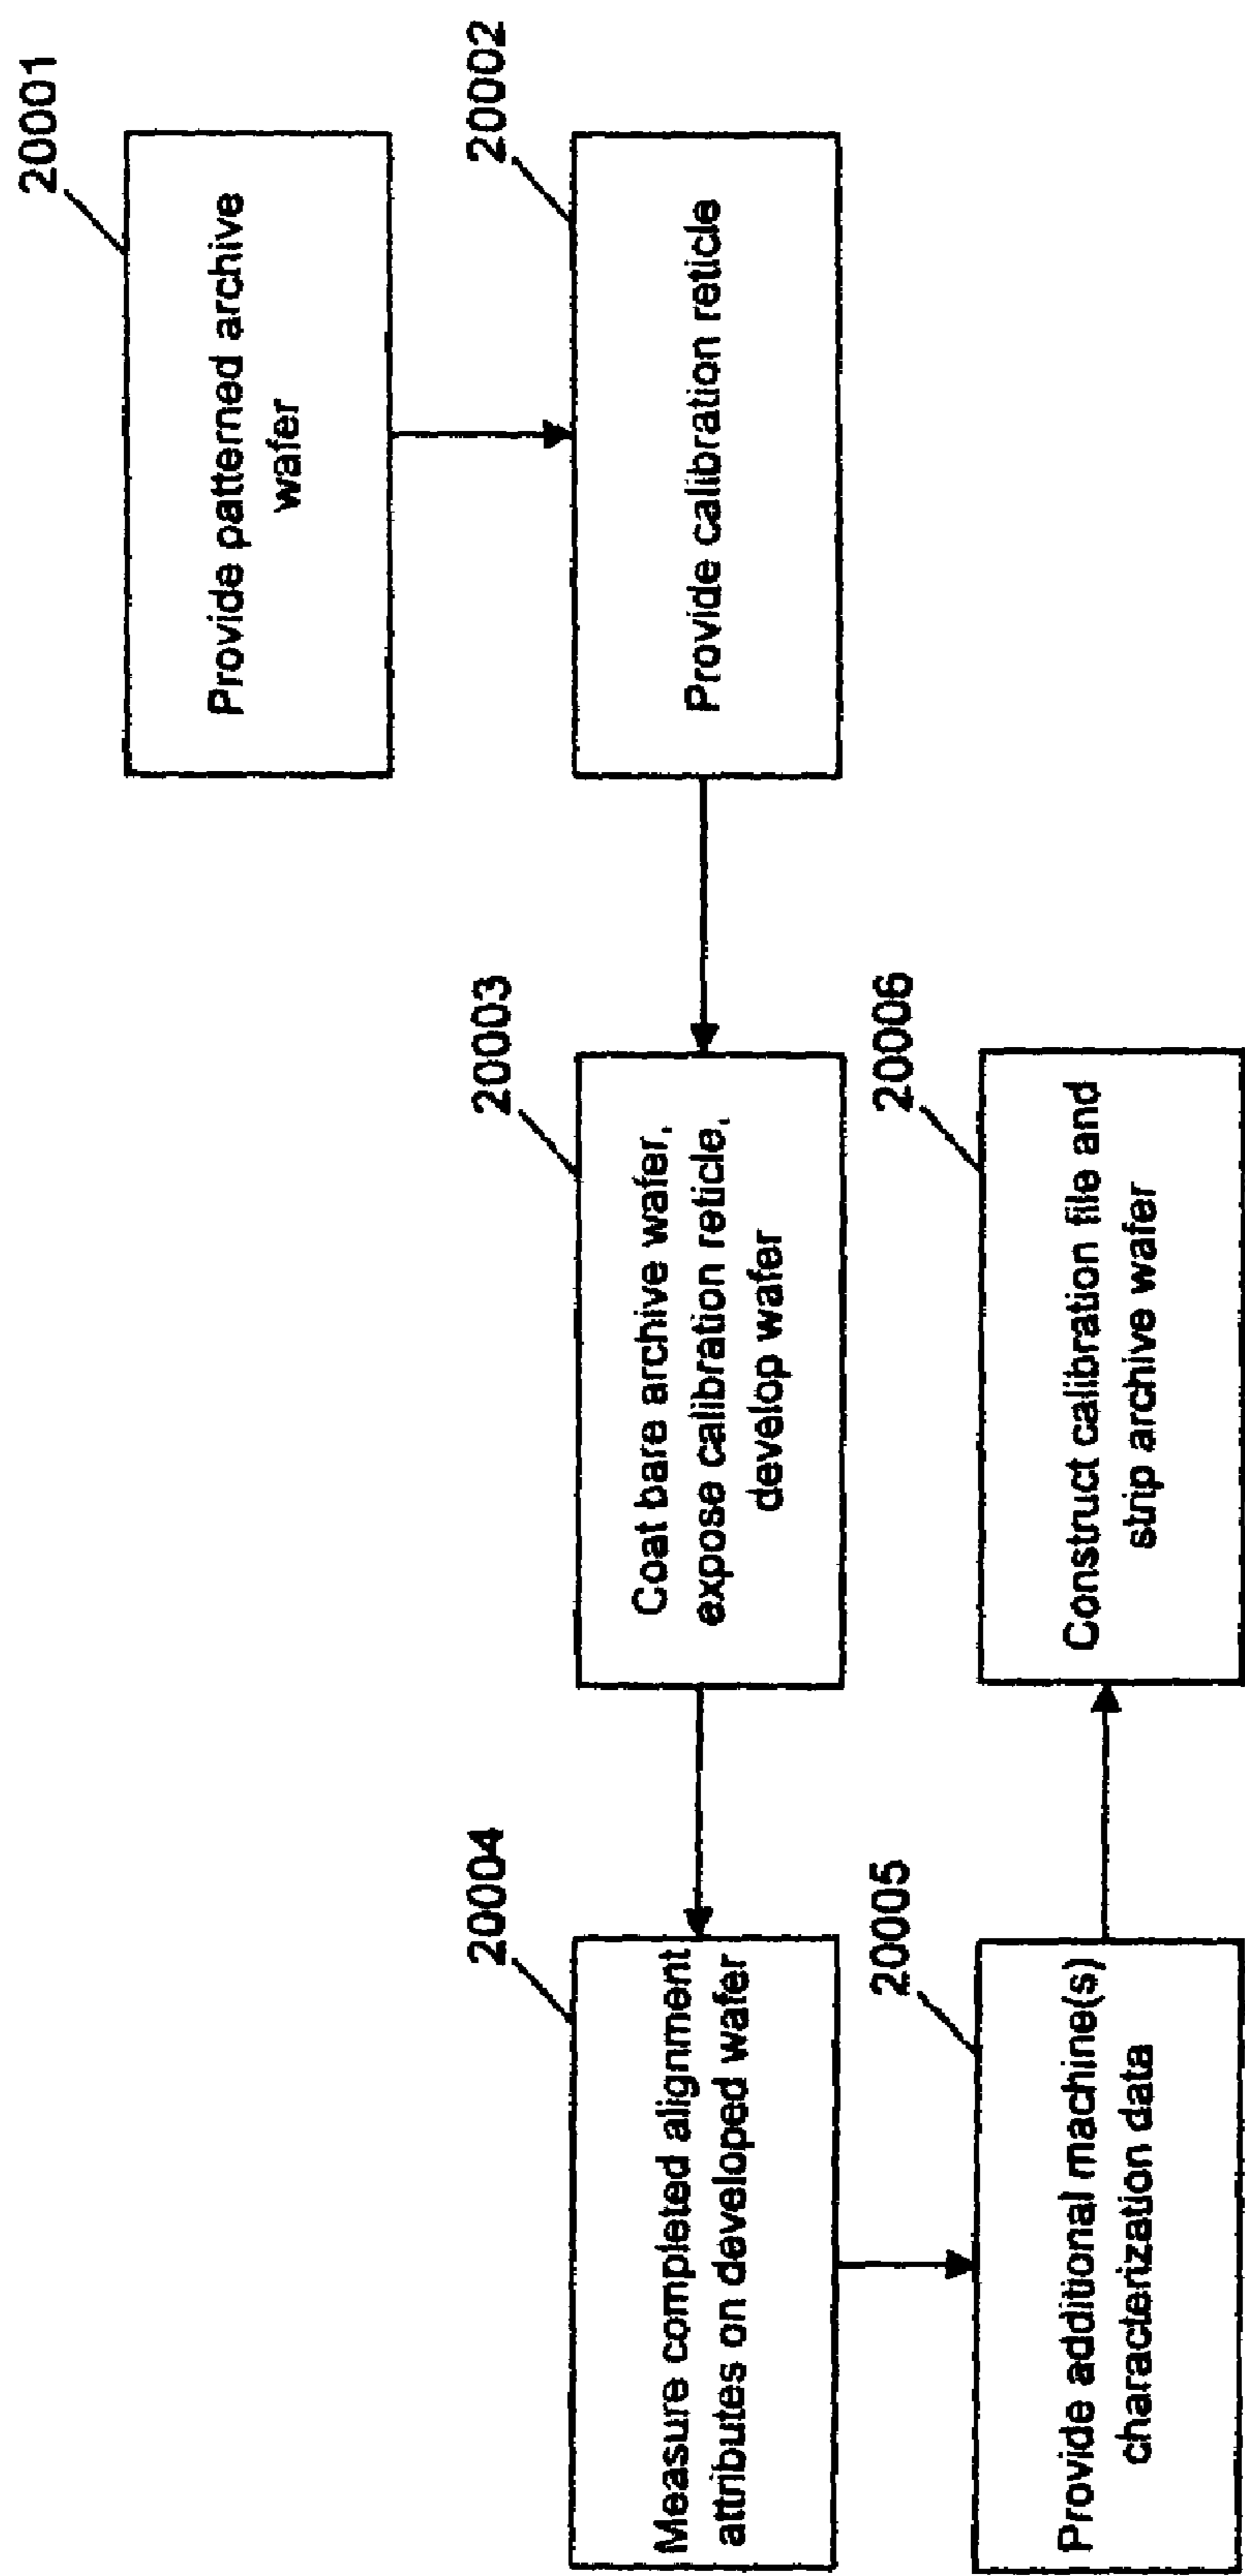 20001
Provide patterned archive
wafer
20002
Provide calibration reticle
20003
Coat bare archive wafer,
expose calibration reticle,
develop wafer
20004
Measure completed alignment
attributes on developed wafer
20005
Provide additional machine(s)
characterization data
20006
Construct calibration file and
strip archive wafer